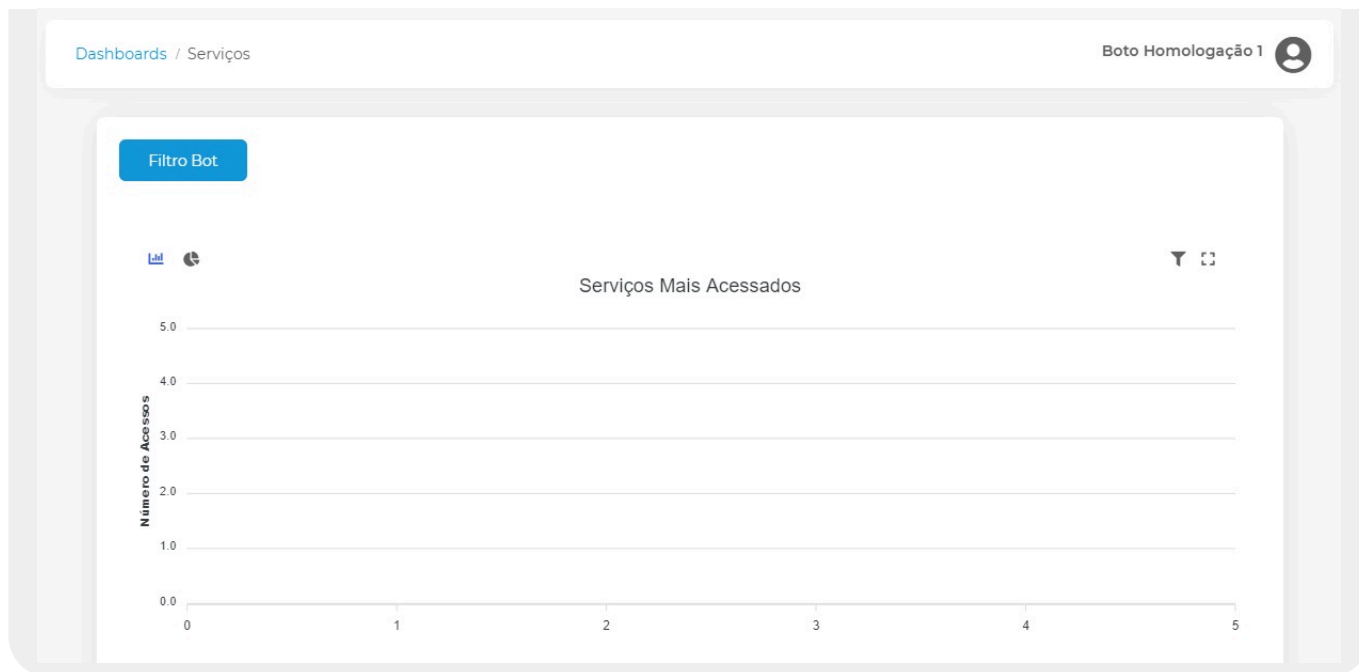 Dashboards / Serviços
Boto Homologação 1
Filtro Bot
Serviços Mais Acessados
Número de Acessos
5.0
4.0
3.0
2.0
1.0
0.0
0 1 2 3 4 5